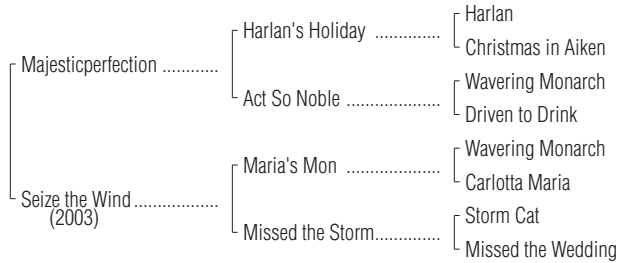 Harlan
Harlan's Holiday ..............
Christmas in Aiken
Majesticperfection ............
Wavering Monarch
Act So Noble ....................
Driven to Drink
Wavering Monarch
Maria's Mon ....................
Carlotta Maria
Seize the Wind ..................
(2003)
Storm Cat
Missed the Storm..............
Missed the Wedding